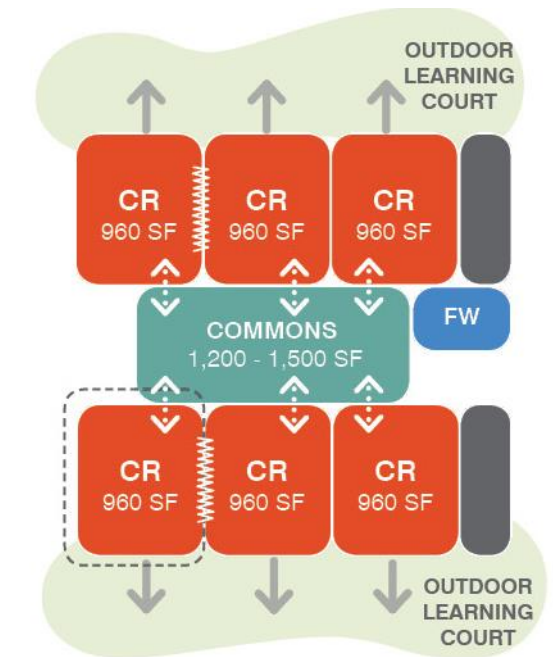 OUTDOOR
LEARNING
COURT
CR
960 SF
CR
960 SF
CR
960 SF
COMMONS
1,200 - 1,500 SF
FW
CR
960 SF
CR
960 SF
CR
960 SF
OUTDOOR
LEARNING
COURT